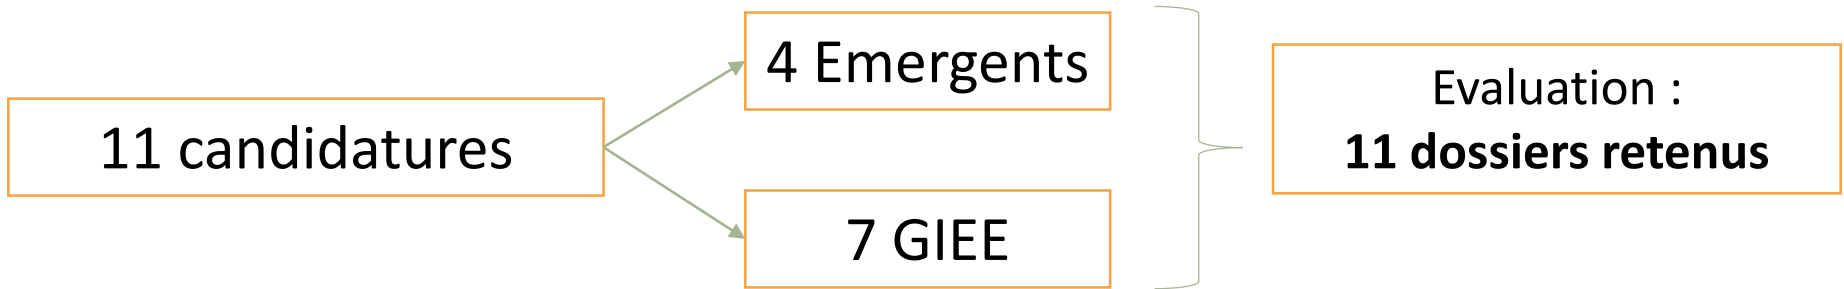 11 candidatures
4 Emergents
7 GIEE
Evaluation :
11 dossiers retenus